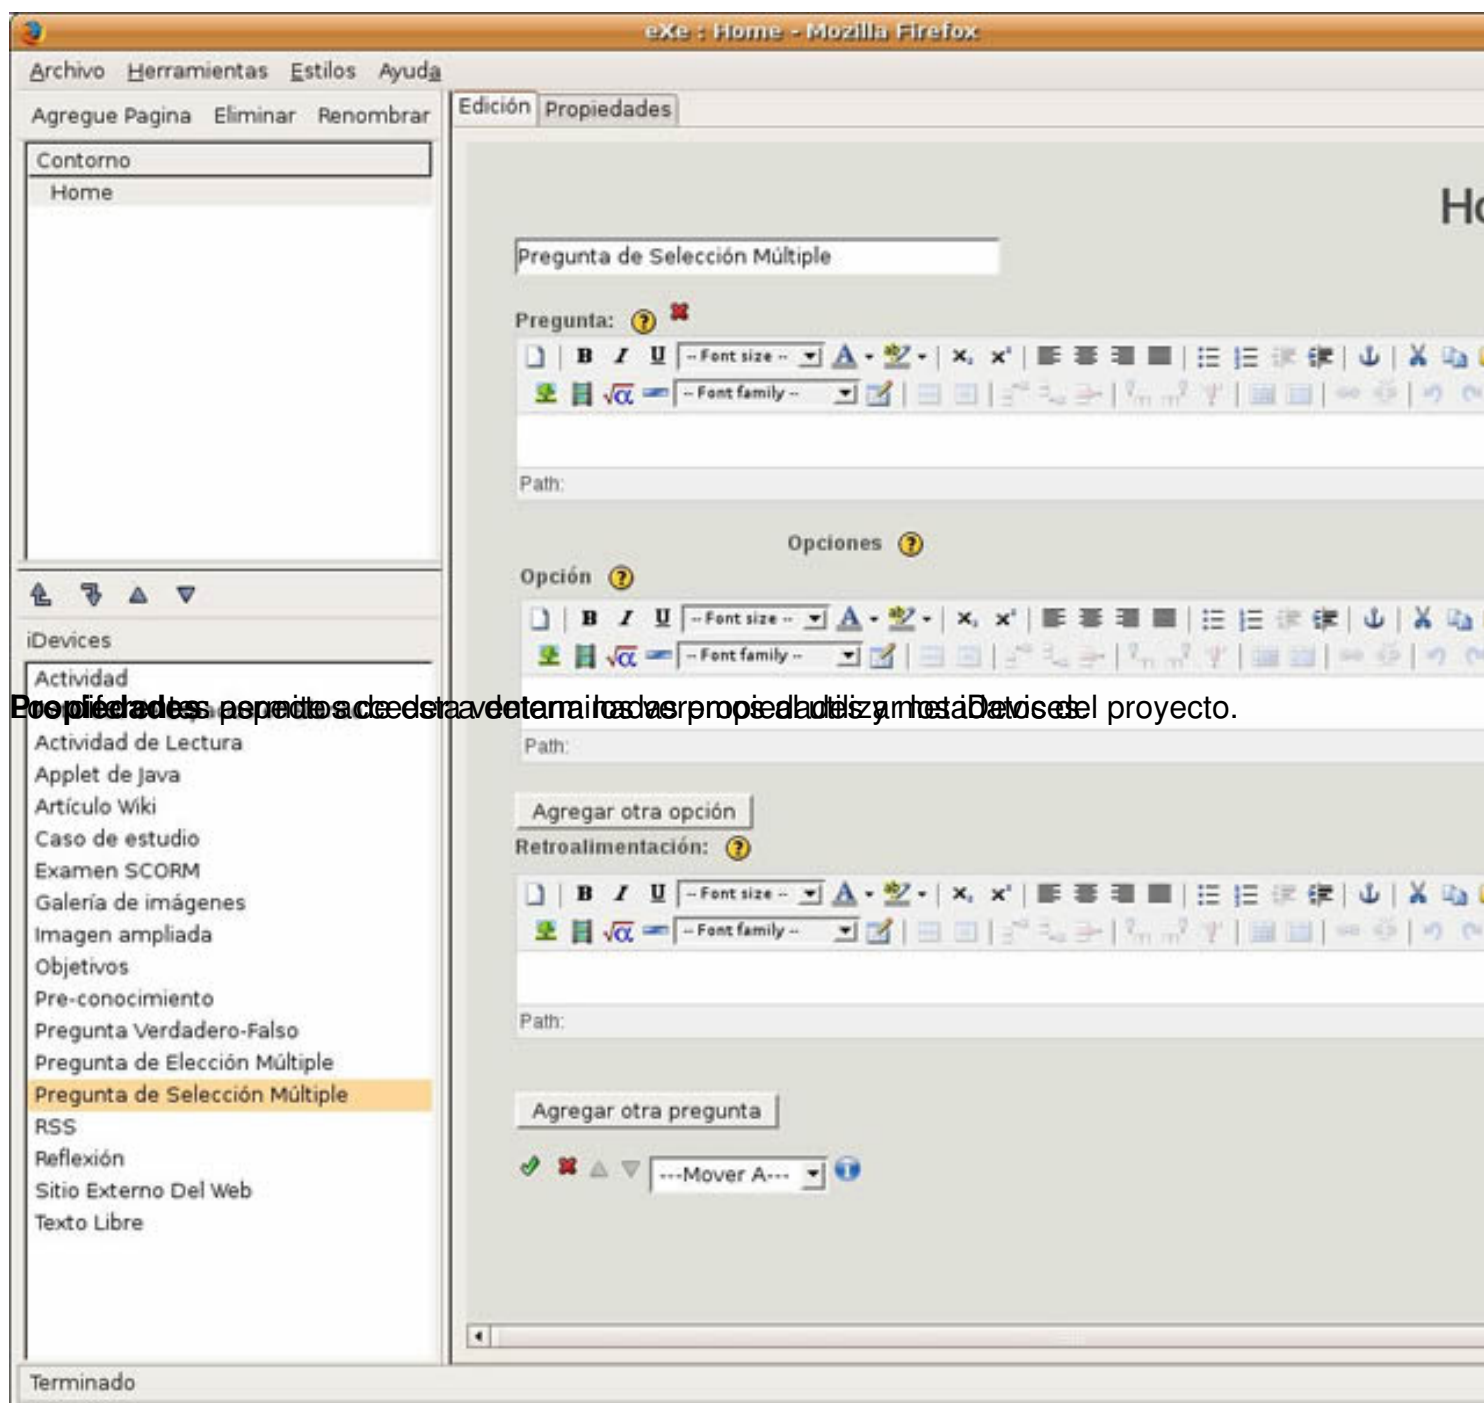 eXe : Home - Mozilla Firefox
Archivo Herramientas Estilos Ayuda
Agregue Pagina Eliminar Renombrar
Edición Propiedades
Contorno
Home
Pregunta de Selección Múltiple
Pregunta:
B I U -- Font size --
-- Font family --
Path:
Opciones
Opción
B I U -- Font size --
-- Font family --
Path:
Agregar otra opción
Retroalimentación:
B I U -- Font size --
-- Font family --
Path:
Agregar otra pregunta
---Mover A---
iDevices
Actividad
del proyecto.
Actividad de Lectura
Applet de Java
Artículo Wiki
Caso de estudio
Examen SCORM
Galería de imágenes
Imagen ampliada
Objetivos
Pre-conocimiento
Pregunta Verdadero-Falso
Pregunta de Elección Múltiple
Pregunta de Selección Múltiple
RSS
Reflexión
Sitio Externo Del Web
Texto Libre
Terminado